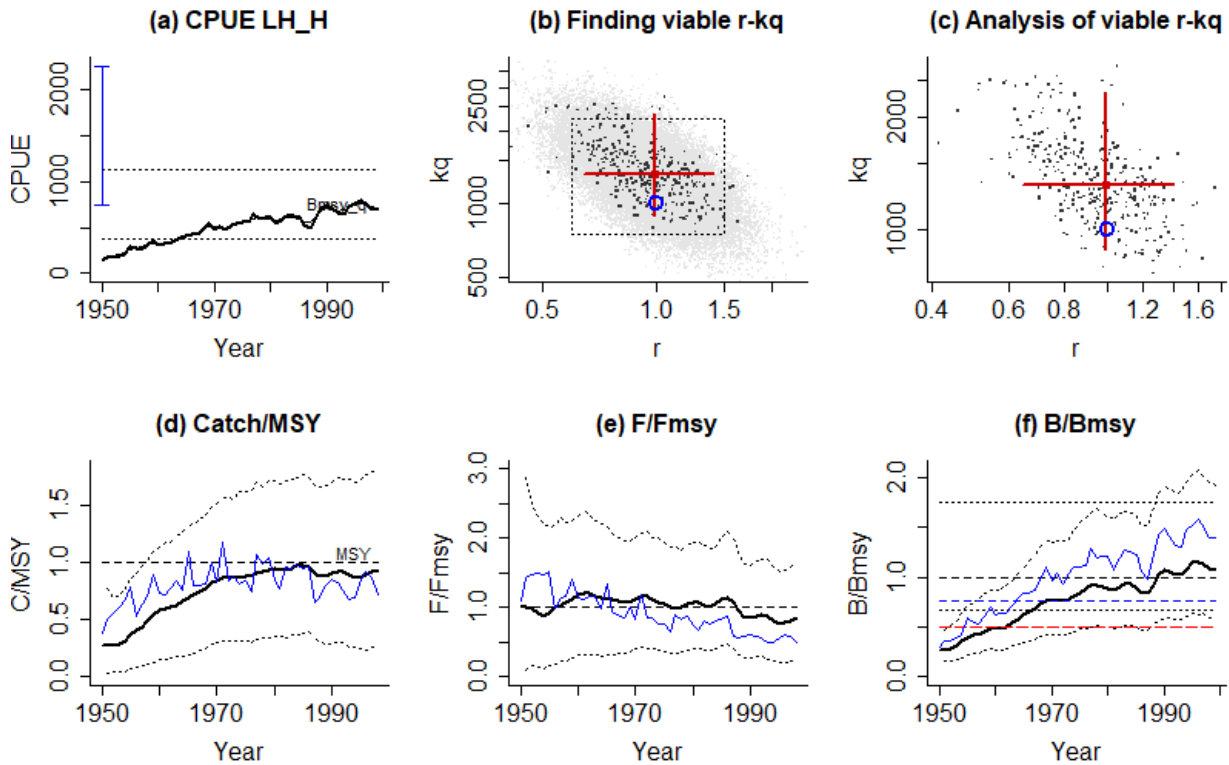 (a) CPUE LH_H
CPUE
0 1000 2000
Bmsy_q
1950 1970 1990
Year
(b) Finding viable r-kq
kq
500 1000 2500
0.5 1.0 1.5
r
(c) Analysis of viable r-kq
kq
1000 2000
0.4 0.6 0.8 1.2 1.6
r
(d) Catch/MSY
C/MSY
0.0 0.5 1.0 1.5
MSY
1950 1970 1990
Year
(e) F/Fmsy
F/Fmsy
0.0 1.0 2.0 3.0
1950 1970 1990
Year
(f) B/Bmsy
B/Bmsy
0.0 1.0 2.0
1950 1970 1990
Year